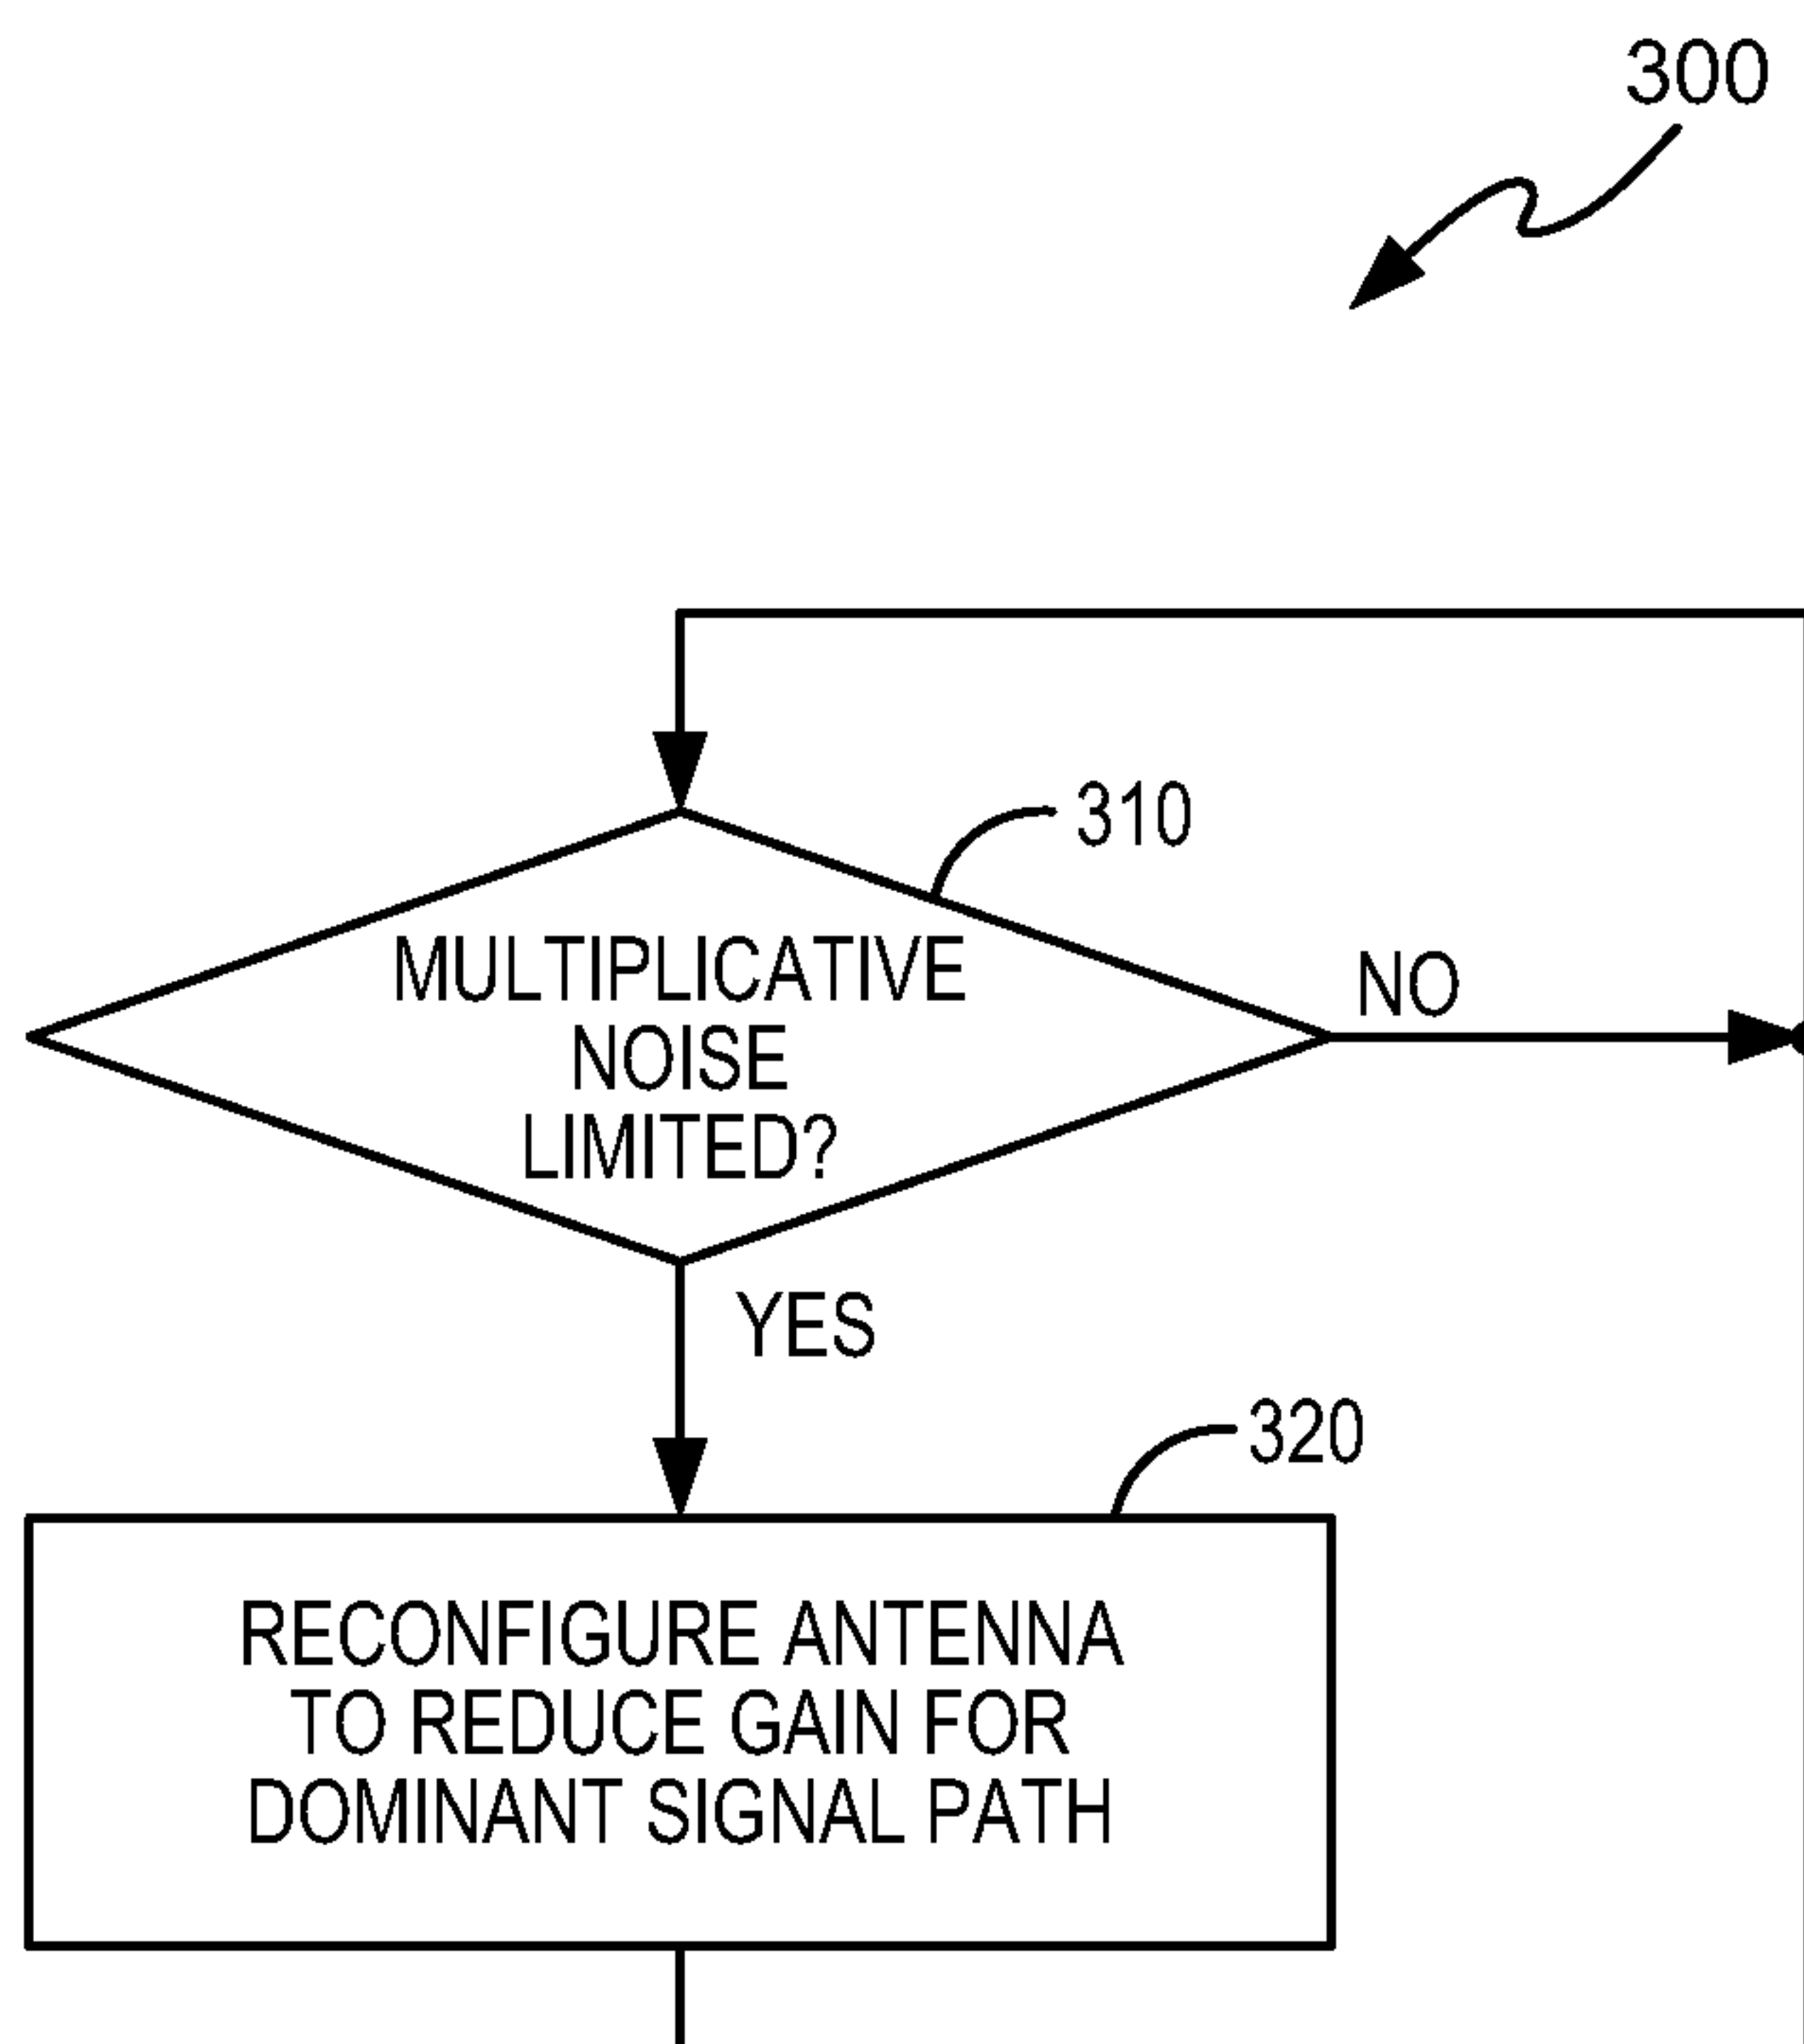 300
310
MULTIPLICATIVE
NOISE
LIMITED?
NO
YES
320
RECONFIGURE ANTENNA
TO REDUCE GAIN FOR
DOMINANT SIGNAL PATH